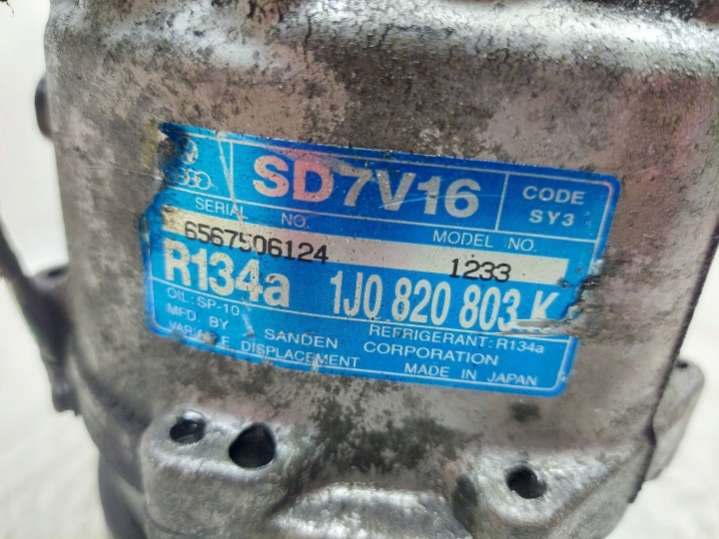 SD7V16 CODE
SY3
SERIAL NO. MODEL NO.
6567506124 1233
R134a 1J0 820 803 K
OIL: SP-10 REFRIGERANT: R134a
MFD. BY SANDEN CORPORATION
VARIABLE DISPLACEMENT MADE IN JAPAN